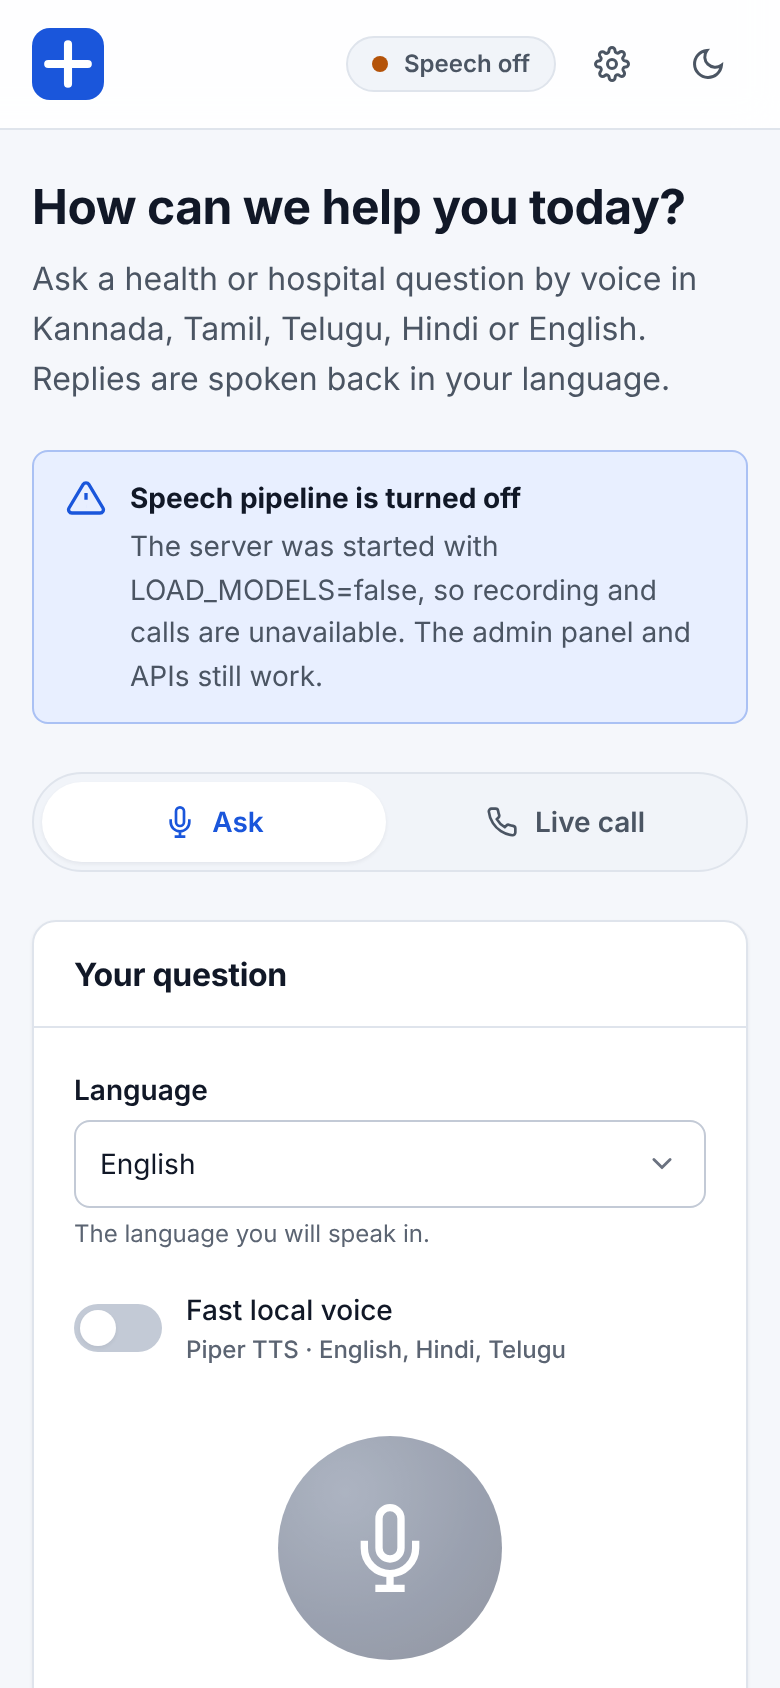 Speech off
How can we help you today?
Ask a health or hospital question by voice in
Kannada, Tamil, Telugu, Hindi or English.
Replies are spoken back in your language.
Speech pipeline is turned off
The server was started with
LOAD_MODELS=false, so recording and
calls are unavailable. The admin panel and
APIs still work.
Ask
Live call
Your question
Language
English
The language you will speak in.
Fast local voice
Piper TTS · English, Hindi, Telugu